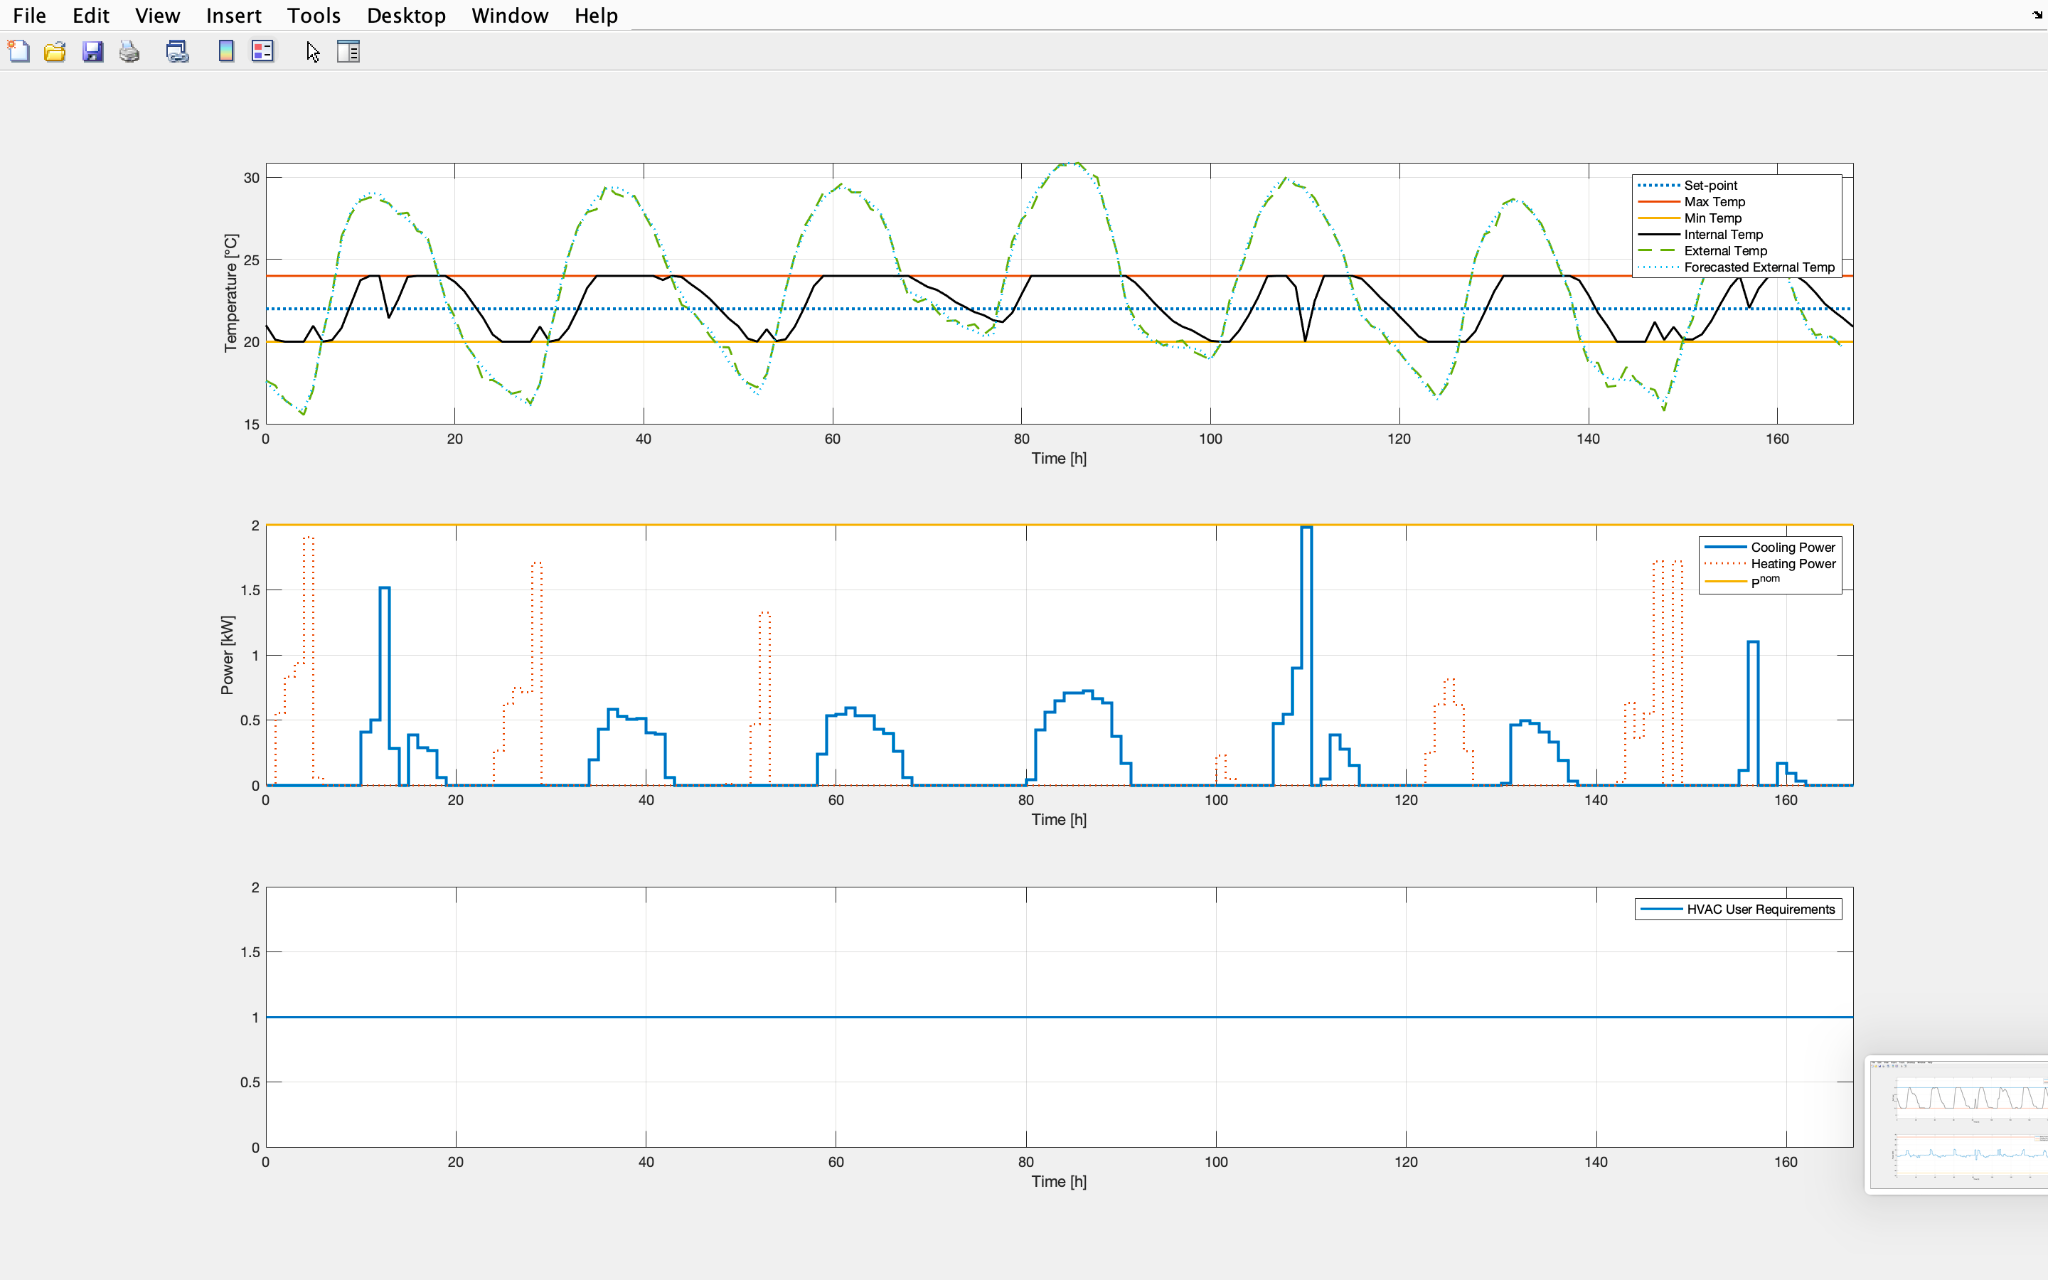 File Edit View Insert Tools Desktop Window Help
30
25
20
15
Temperature [°C]
Set-point
Max Temp
Min Temp
Internal Temp
External Temp
Forecasted External Temp
0 20 40 60 80 100 120 140 160
Time [h]
2
1.5
1
0.5
0
Power [kW]
Cooling Power
Heating Power
P^nom
0 20 40 60 80 100 120 140 160
Time [h]
2
1.5
1
0.5
0
HVAC User Requirements
0 20 40 60 80 100 120 140 160
Time [h]